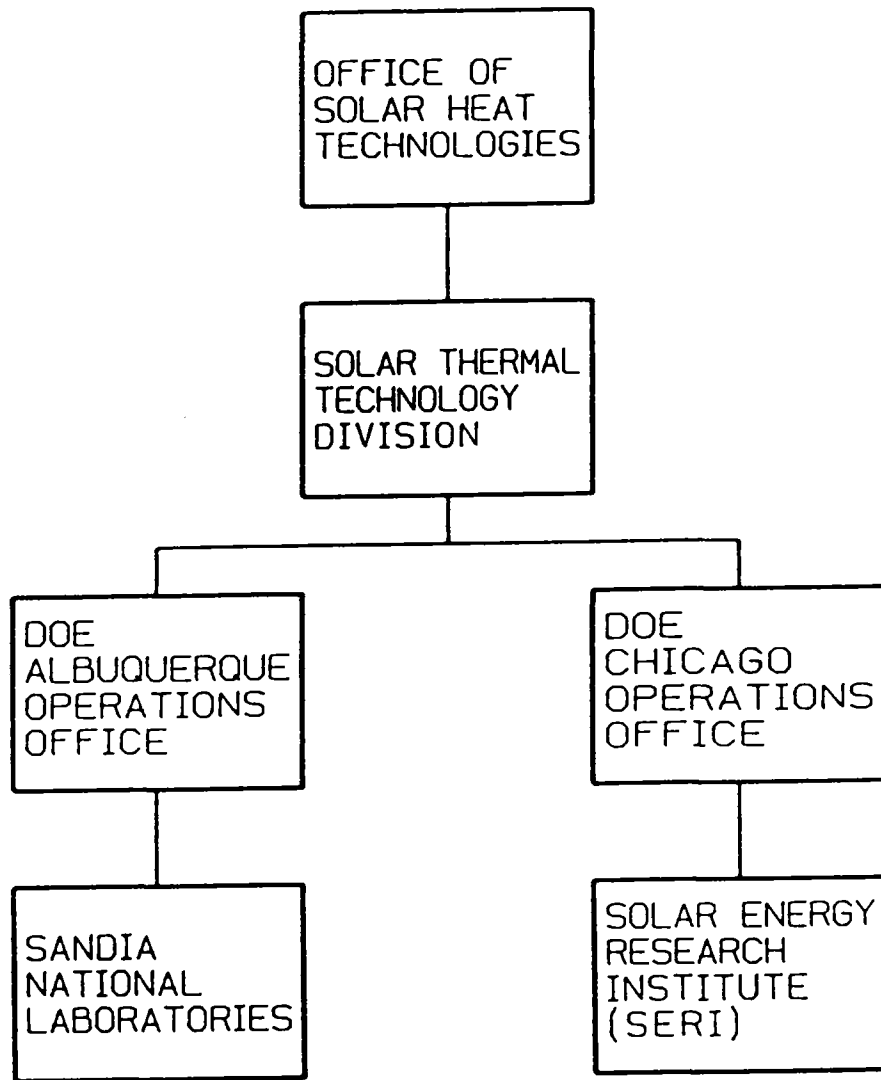 OFFICE OF
SOLAR HEAT
TECHNOLOGIES
SOLAR THERMAL
TECHNOLOGY
DIVISION
DOE
ALBUQUERQUE
OPERATIONS
OFFICE
DOE
CHICAGO
OPERATIONS
OFFICE
SANDIA
NATIONAL
LABORATORIES
SOLAR ENERGY
RESEARCH
INSTITUTE
(SERI)